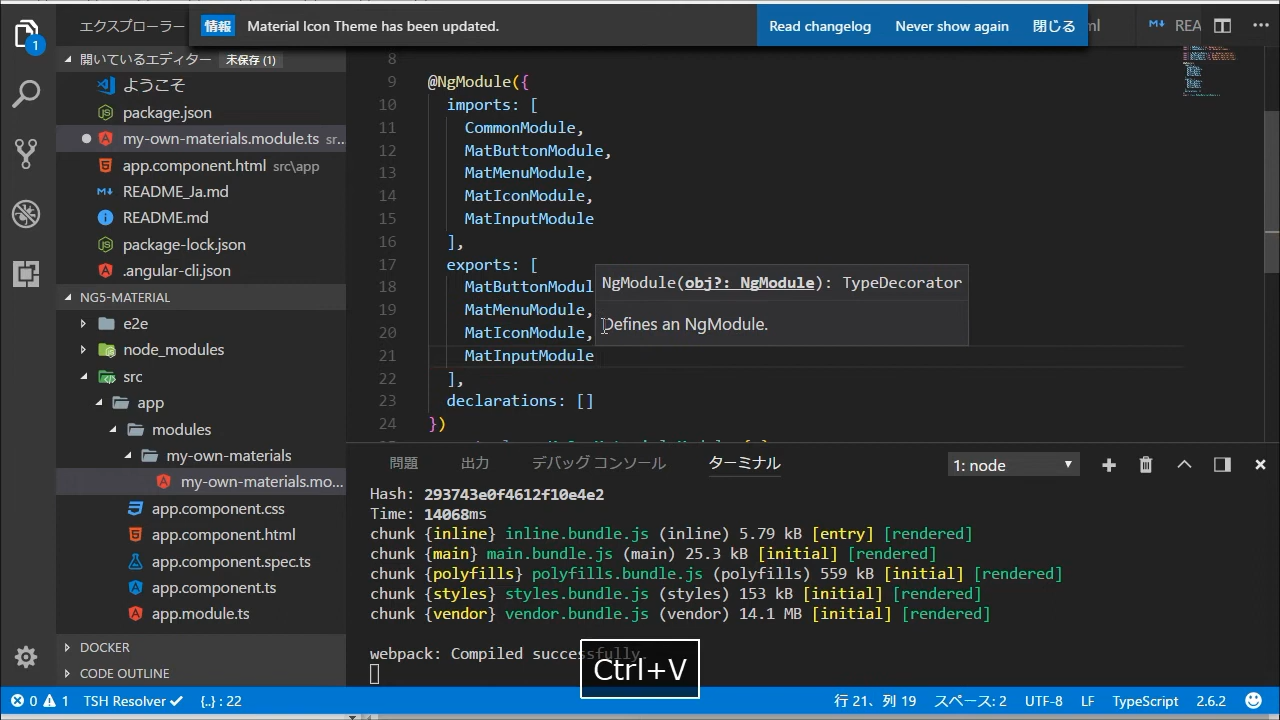 エクスプローラー
情報 Material Icon Theme has been updated. Read changelog Never show again 閉じる
REA
開いているエディター 未保存 (1)
ようこそ
package.json
my-own-materials.module.ts sr...
app.component.html src\app
README_Ja.md
README.md
package-lock.json
.angular-cli.json
NG5-MATERIAL
e2e
node_modules
src
app
modules
my-own-materials
my-own-materials.mo...
app.component.css
app.component.html
app.component.spec.ts
app.component.ts
app.module.ts
DOCKER
CODE OUTLINE
1
8
9 @NgModule({
10 imports: [
11 CommonModule,
12 MatButtonModule,
13 MatMenuModule,
14 MatIconModule,
15 MatInputModule
16 ],
17 exports: [
18 MatButtonModul
19 MatMenuModule,
20 MatIconModule,
21 MatInputModule
22 ],
23 declarations: []
24 })
NgModule(obj?: NgModule): TypeDecorator
Defines an NgModule.
問題 出力 デバッグ コンソール ターミナル 1: node
Hash: 293743e0f4612f10e4e2
Time: 14068ms
chunk {inline} inline.bundle.js (inline) 5.79 kB [entry] [rendered]
chunk {main} main.bundle.js (main) 25.3 kB [initial] [rendered]
chunk {polyfills} polyfills.bundle.js (polyfills) 559 kB [initial] [rendered]
chunk {styles} styles.bundle.js (styles) 153 kB [initial] [rendered]
chunk {vendor} vendor.bundle.js (vendor) 14.1 MB [initial] [rendered]
webpack: Compiled successfully.
Ctrl+V
0 1 TSH Resolver {..} : 22 行 21、列 19 スペース: 2 UTF-8 LF TypeScript 2.6.2